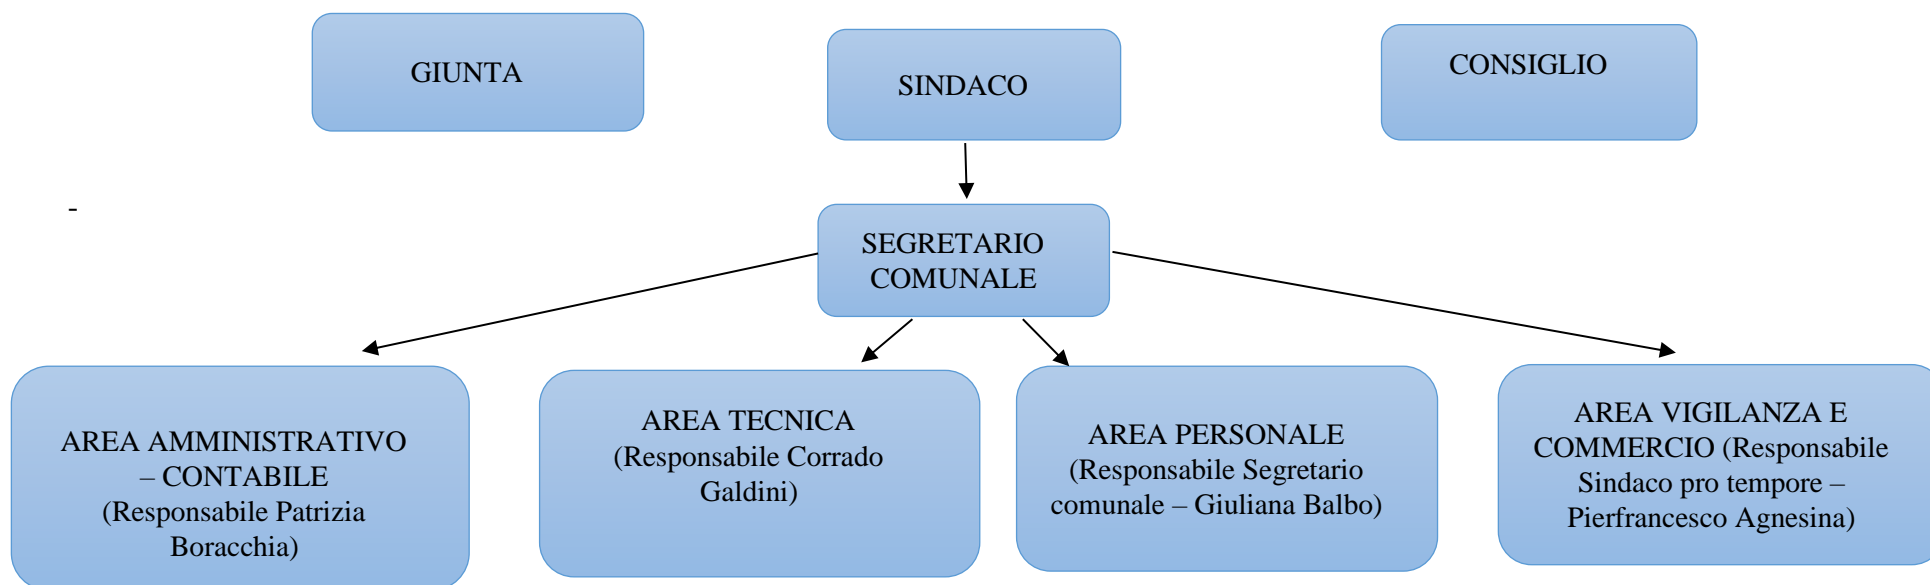 GIUNTA
SINDACO
CONSIGLIO
-
SEGRETARIO
COMUNALE
AREA AMMINISTRATIVO
– CONTABILE
(Responsabile Patrizia
Boracchia)
AREA TECNICA
(Responsabile Corrado
Galdini)
AREA PERSONALE
(Responsabile Segretario
comunale – Giuliana Balbo)
AREA VIGILANZA E
COMMERCIO (Responsabile
Sindaco pro tempore –
Pierfrancesco Agnesina)